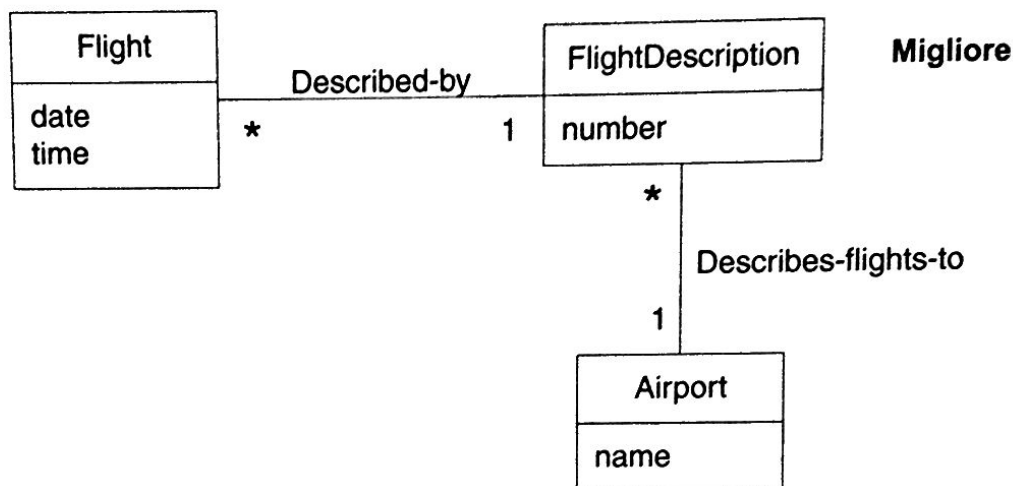 Flight
date
time
Described-by
*
1
FlightDescription
number
Migliore
*
Describes-flights-to
1
Airport
name